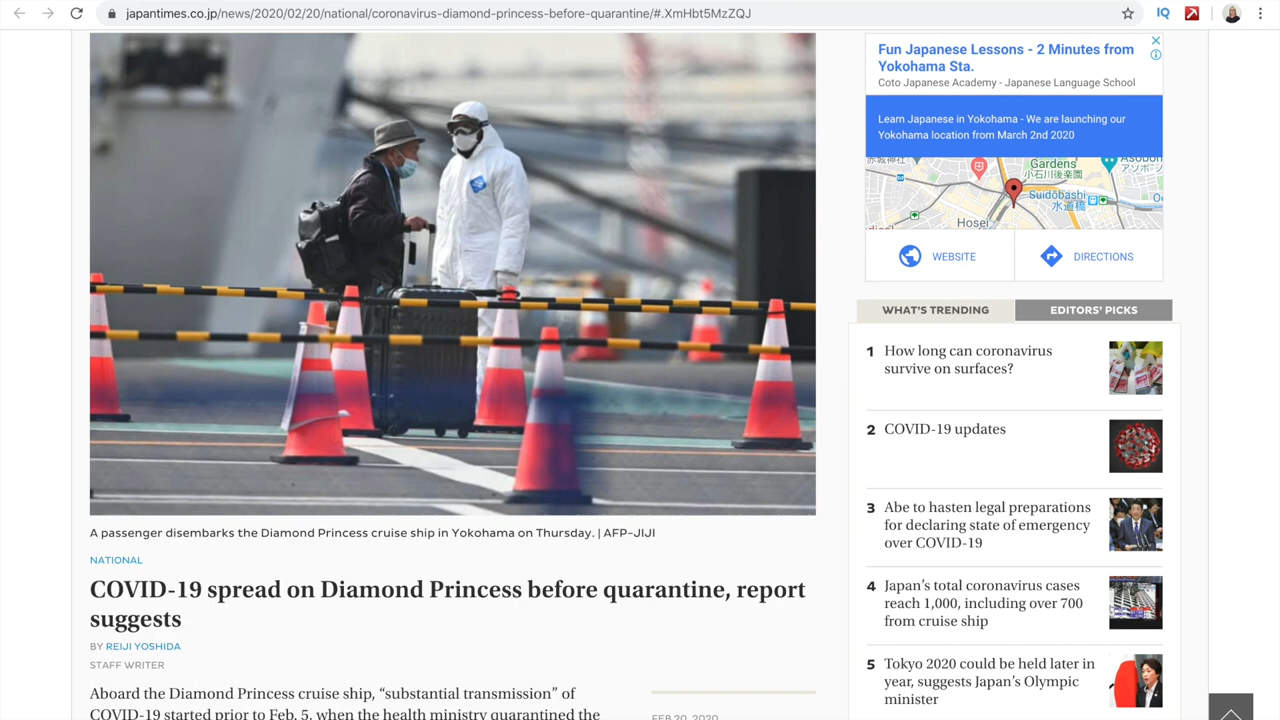 japantimes.co.jp/news/2020/02/20/national/coronavirus-diamond-princess-before-quarantine/#.XmHbt5MzZQJ
IQ
A passenger disembarks the Diamond Princess cruise ship in Yokohama on Thursday. | AFP-JIJI
NATIONAL
COVID-19 spread on Diamond Princess before quarantine, report
suggests
BY REIJI YOSHIDA
STAFF WRITER
Aboard the Diamond Princess cruise ship, “substantial transmission” of
COVID-19 started prior to Feb. 5, when the health ministry quarantined the
FEB 20, 2020
Fun Japanese Lessons - 2 Minutes from
Yokohama Sta.
Coto Japanese Academy - Japanese Language School
Learn Japanese in Yokohama - We are launching our
Yokohama location from March 2nd 2020
Gardens
小石川後楽園
Suidobashi
水道橋
Hosei
WEBSITE
DIRECTIONS
WHAT'S TRENDING
EDITORS' PICKS
1 How long can coronavirus
survive on surfaces?
2 COVID-19 updates
3 Abe to hasten legal preparations
for declaring state of emergency
over COVID-19
4 Japan’s total coronavirus cases
reach 1,000, including over 700
from cruise ship
5 Tokyo 2020 could be held later in
year, suggests Japan’s Olympic
minister